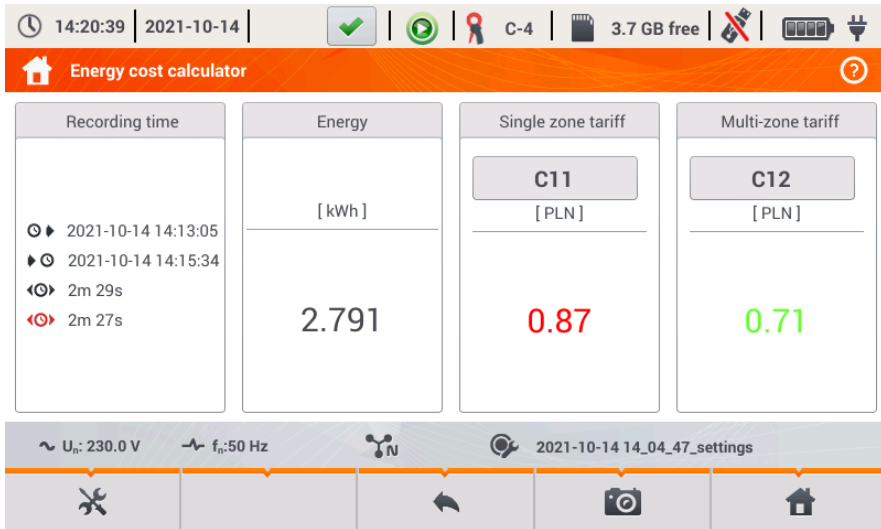 14:20:39 2021-10-14 C-4 3.7 GB free
Energy cost calculator ?
Recording time
2021-10-14 14:13:05
2021-10-14 14:15:34
2m 29s
2m 27s
Energy
[ kWh ]
2.791
Single zone tariff
C11
[ PLN ]
0.87
Multi-zone tariff
C12
[ PLN ]
0.71
Un: 230.0 V fn:50 Hz N 2021-10-14 14_04_47_settings